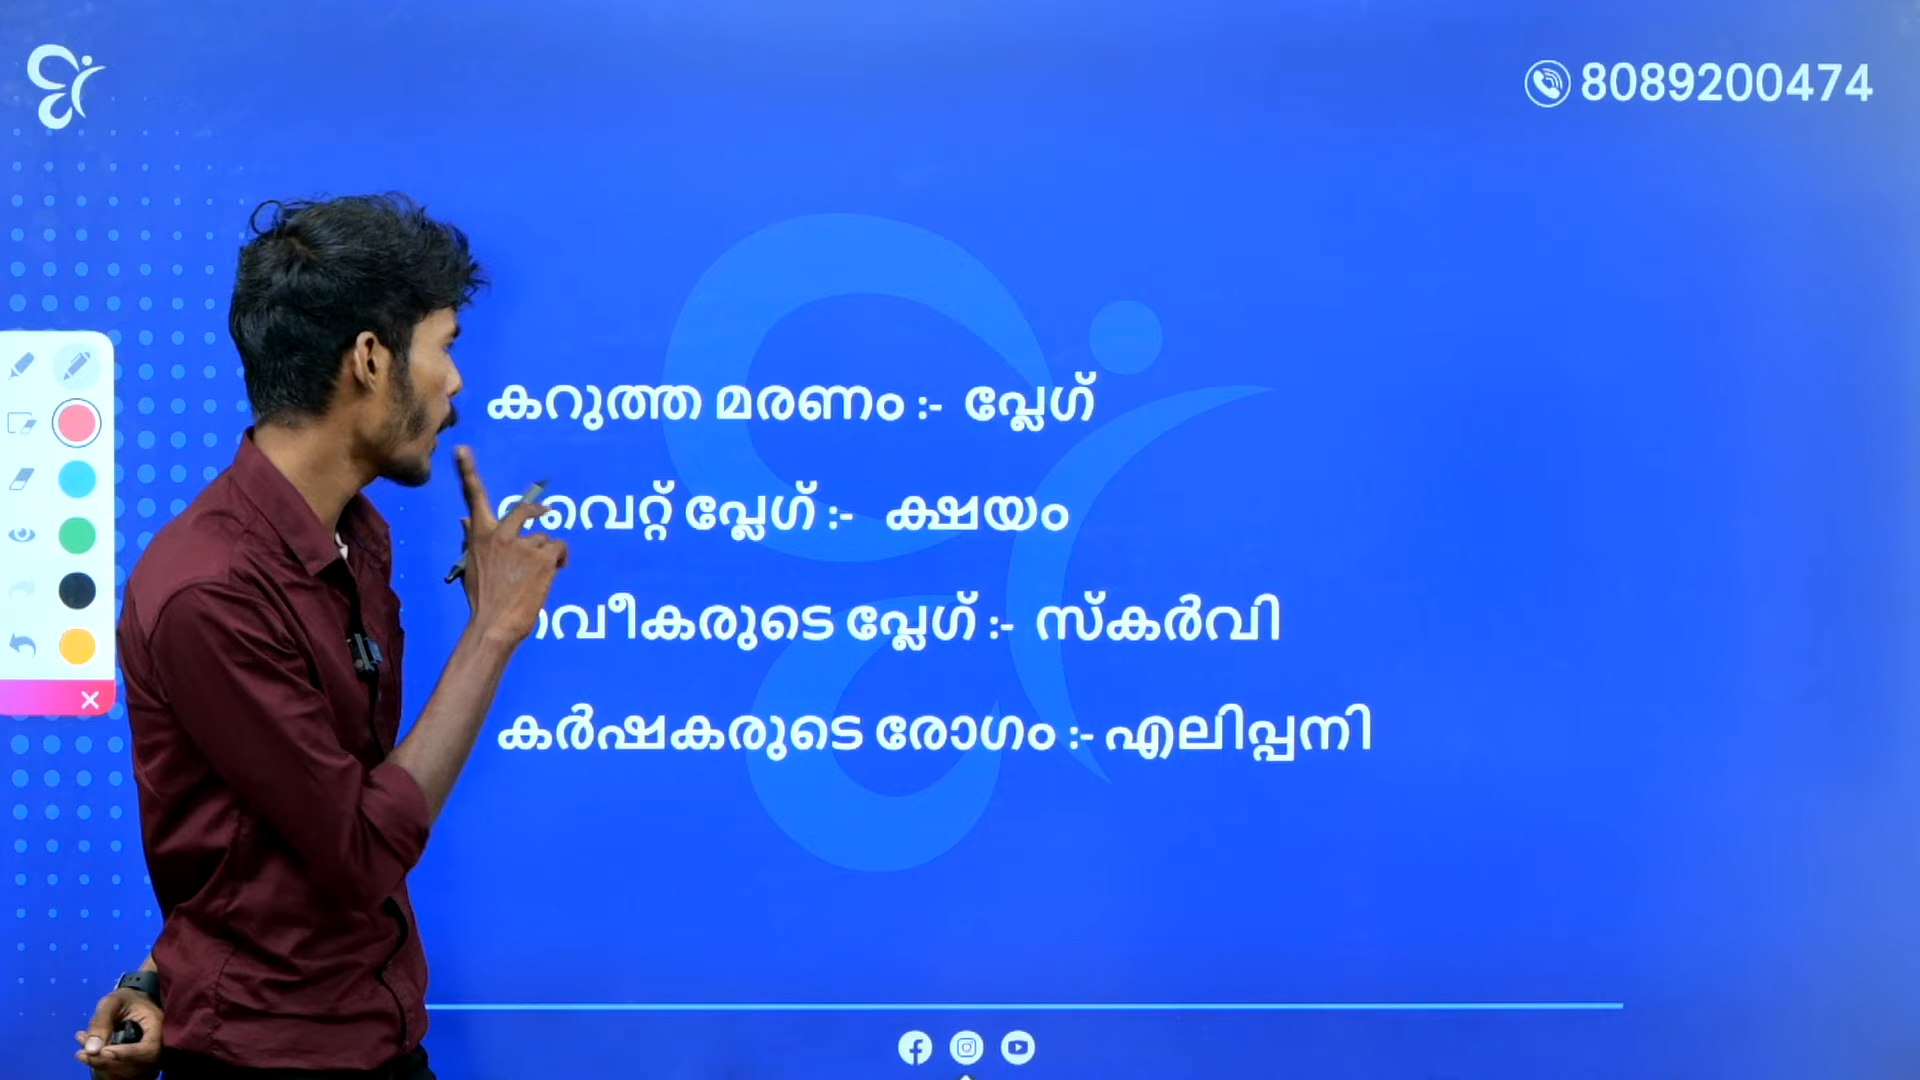 8089200474
കറുത്ത മരണം :- പ്ലേഗ്
വൈറ്റ് പ്ലേഗ് :- ക്ഷയം
പ്ലേഗ് :- സ്കർവി
കർഷകരുടെ രോഗം :- എലിപ്പനി